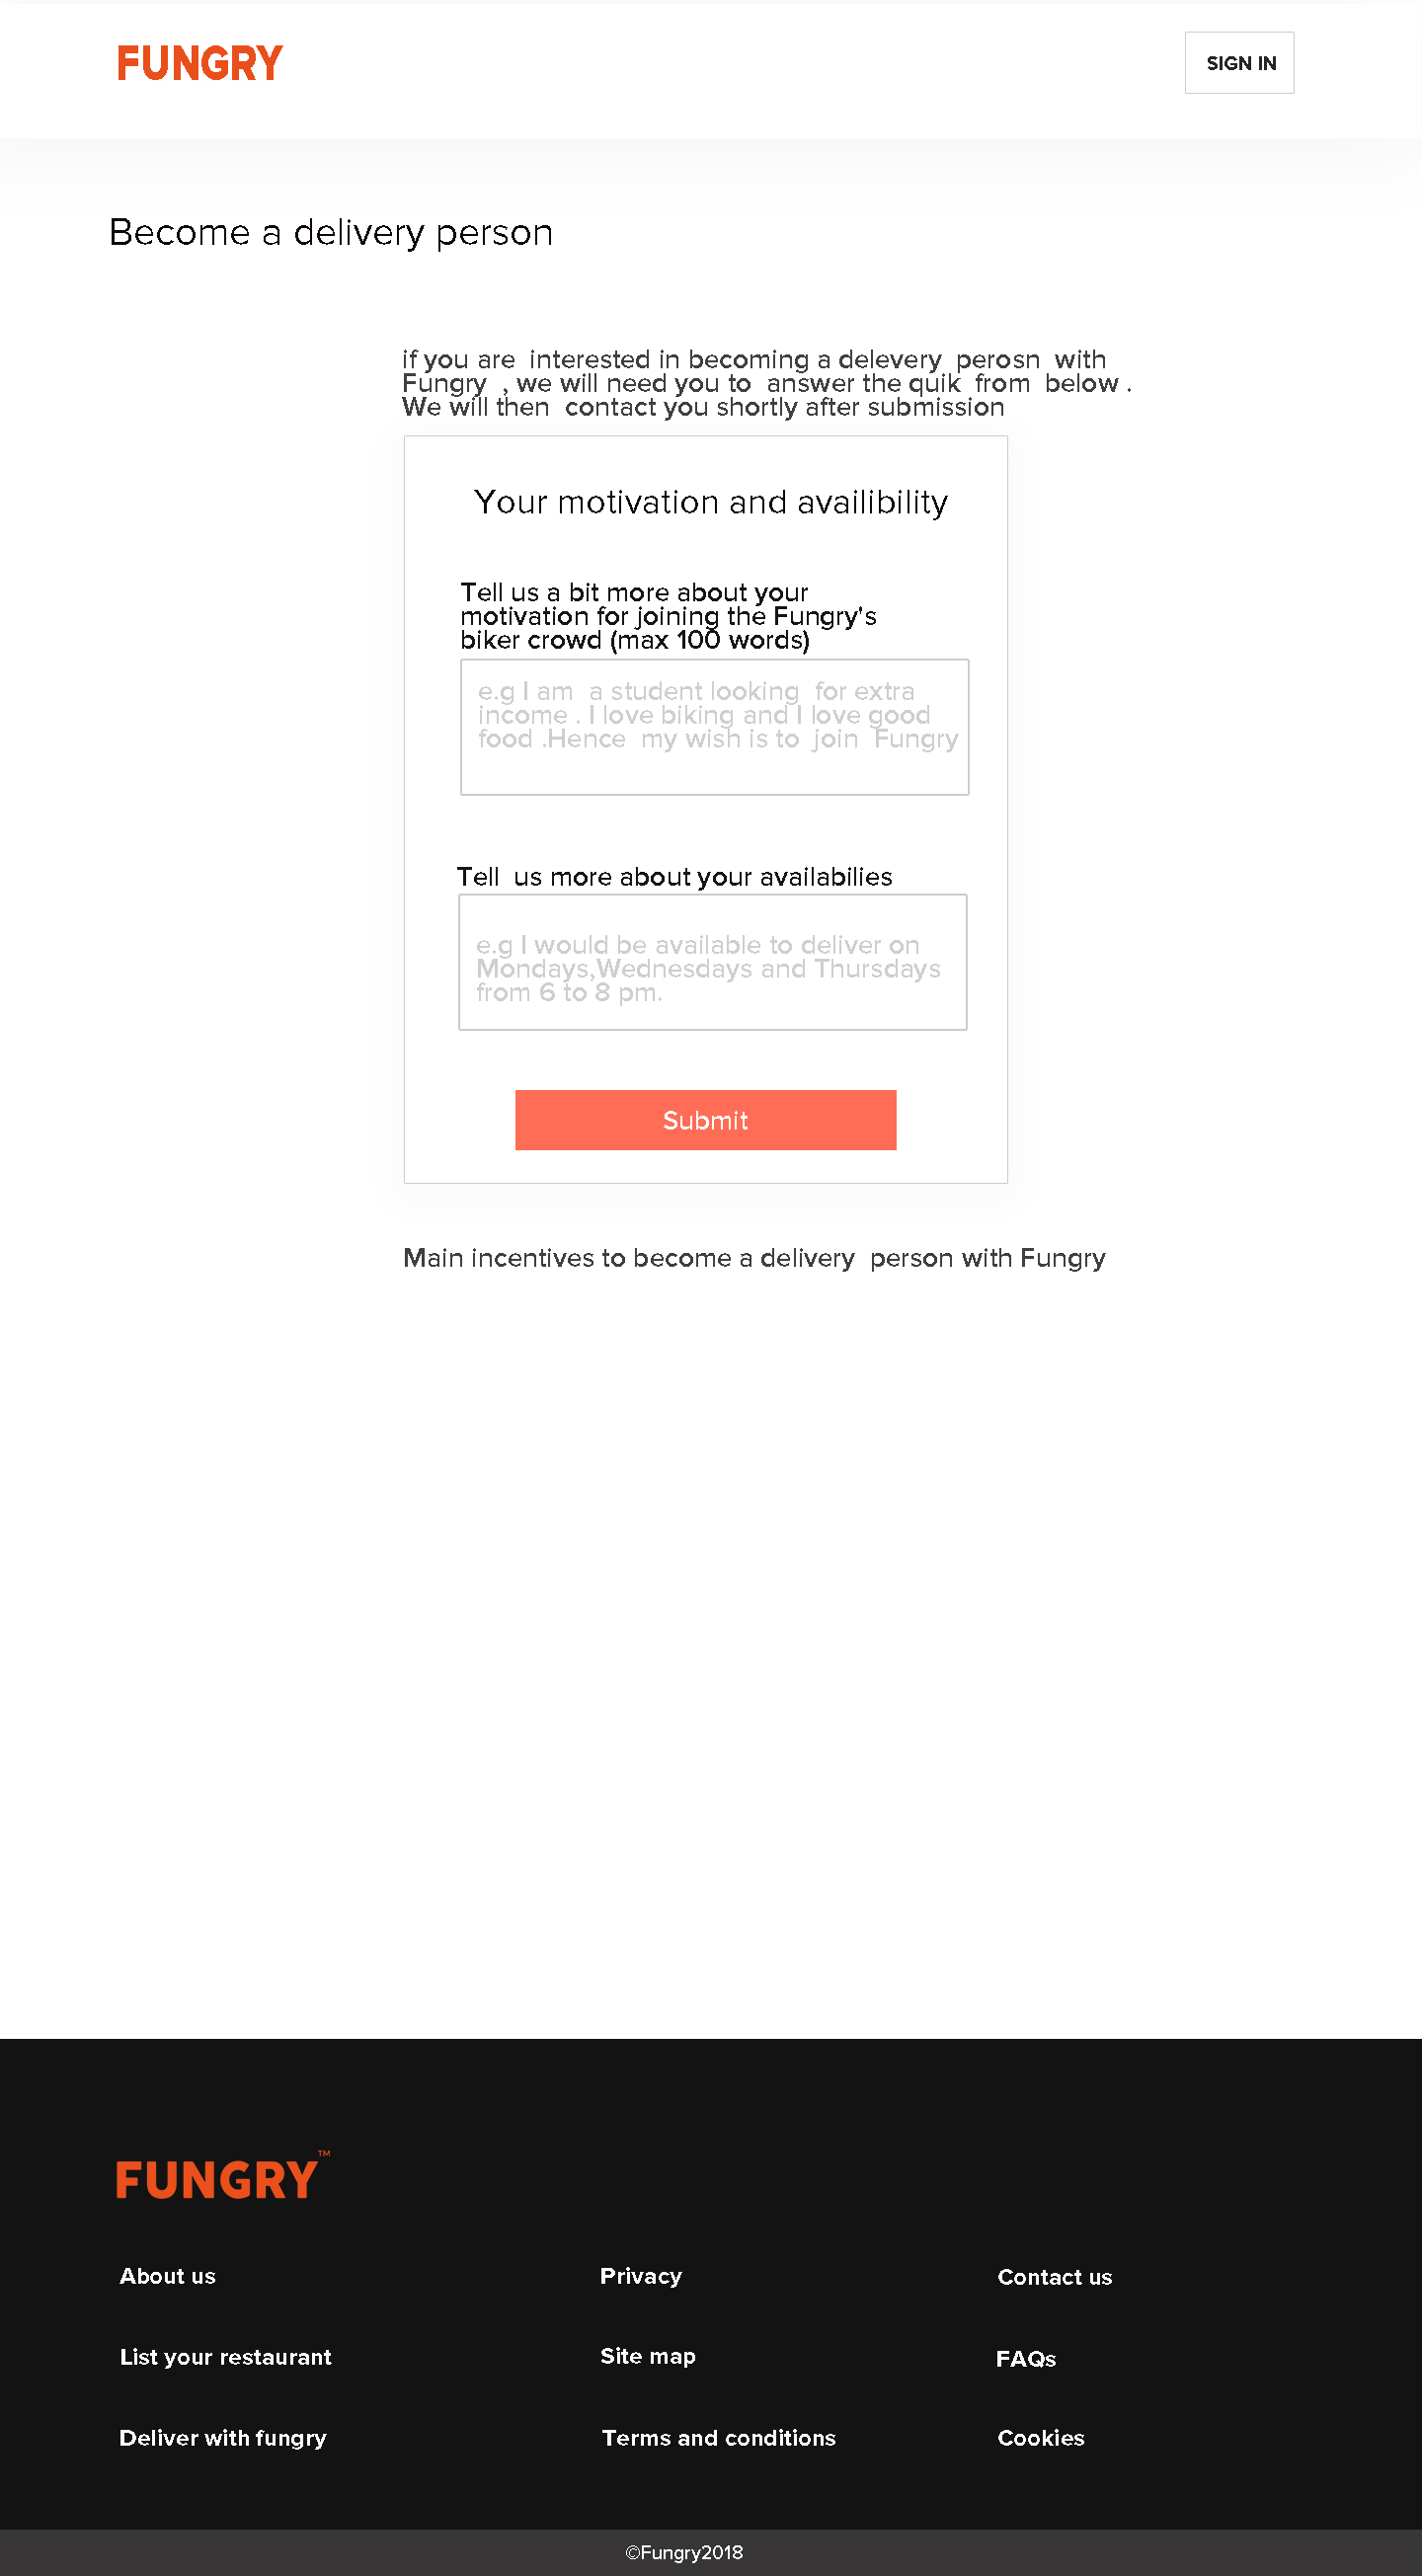 FUNGRY
SIGN IN
Become a delivery person
if you are interested in becoming a delevery perosn with
Fungry , we will need you to answer the quik from below .
We will then contact you shortly after submission
Your motivation and availibility
Tell us a bit more about your
motivation for joining the Fungry's
biker crowd (max 100 words)
e.g I am a student looking for extra
income . I love biking and I love good
food .Hence my wish is to join Fungry
Tell us more about your availabilies
e.g I would be available to deliver on
Mondays,Wednesdays and Thursdays
from 6 to 8 pm.
Submit
Main incentives to become a delivery person with Fungry
FUNGRY™
About us
Privacy
Contact us
List your restaurant
Site map
FAQs
Deliver with fungry
Terms and conditions
Cookies
©Fungry2018